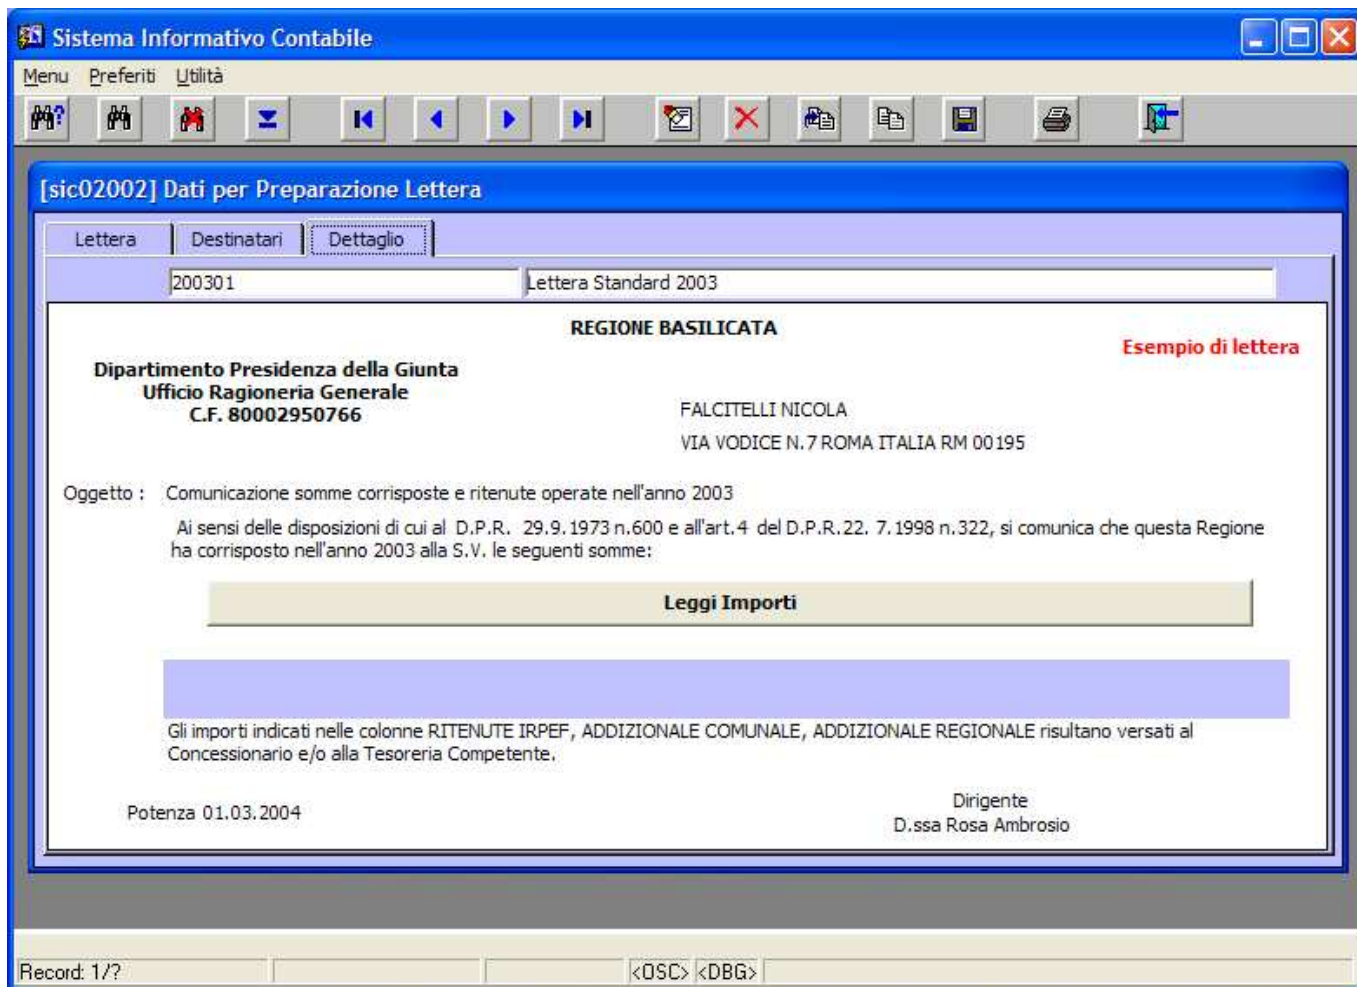 Sistema Informativo Contabile
Menu Preferiti Utilità
[sic02002] Dati per Preparazione Lettera
Lettera Destinatari Dettaglio
200301 Lettera Standard 2003
REGIONE BASILICATA
Esempio di lettera
Dipartimento Presidenza della Giunta
Ufficio Ragioneria Generale
C.F. 80002950766
FALCITELLI NICOLA
VIA VODICE N.7 ROMA ITALIA RM 00195
Oggetto : Comunicazione somme corrisposte e ritenute operate nell'anno 2003
Ai sensi delle disposizioni di cui al D.P.R. 29.9.1973 n.600 e all'art.4 del D.P.R.22. 7.1998 n.322, si comunica che questa Regione
ha corrisposto nell'anno 2003 alla S.V. le seguenti somme:
Leggi Importi
Gli importi indicati nelle colonne RITENUTE IRPEF, ADDIZIONALE COMUNALE, ADDIZIONALE REGIONALE risultano versati al
Concessionario e/o alla Tesoreria Competente.
Potenza 01.03.2004
Dirigente
D.ssa Rosa Ambrosio
Record: 1/? <OSC> <DBG>